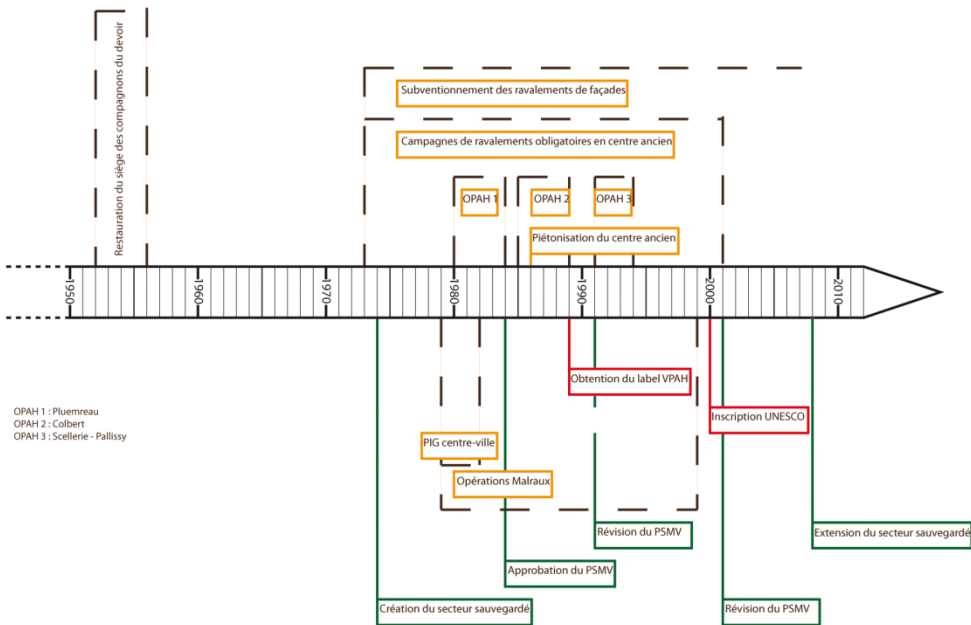 Restauration du siège des compagnons du devoir
Subventionnement des ravalements de façades
Campagnes de ravalements obligatoires en centre ancien
OPAH 1
OPAH 2
OPAH 3
Piétonisation du centre ancien
1950
1960
1970
1980
1990
2000
2010
Obtention du label VPAH
Inscription UNESCO
OPAH 1 : Pluemreau
OPAH 2 : Colbert
OPAH 3 : Scellerie - Pallissy
PIG centre-ville
Opérations Malraux
Révision du PSMV
Extension du secteur sauvegardé
Approbation du PSMV
Création du secteur sauvegardé
Révision du PSMV